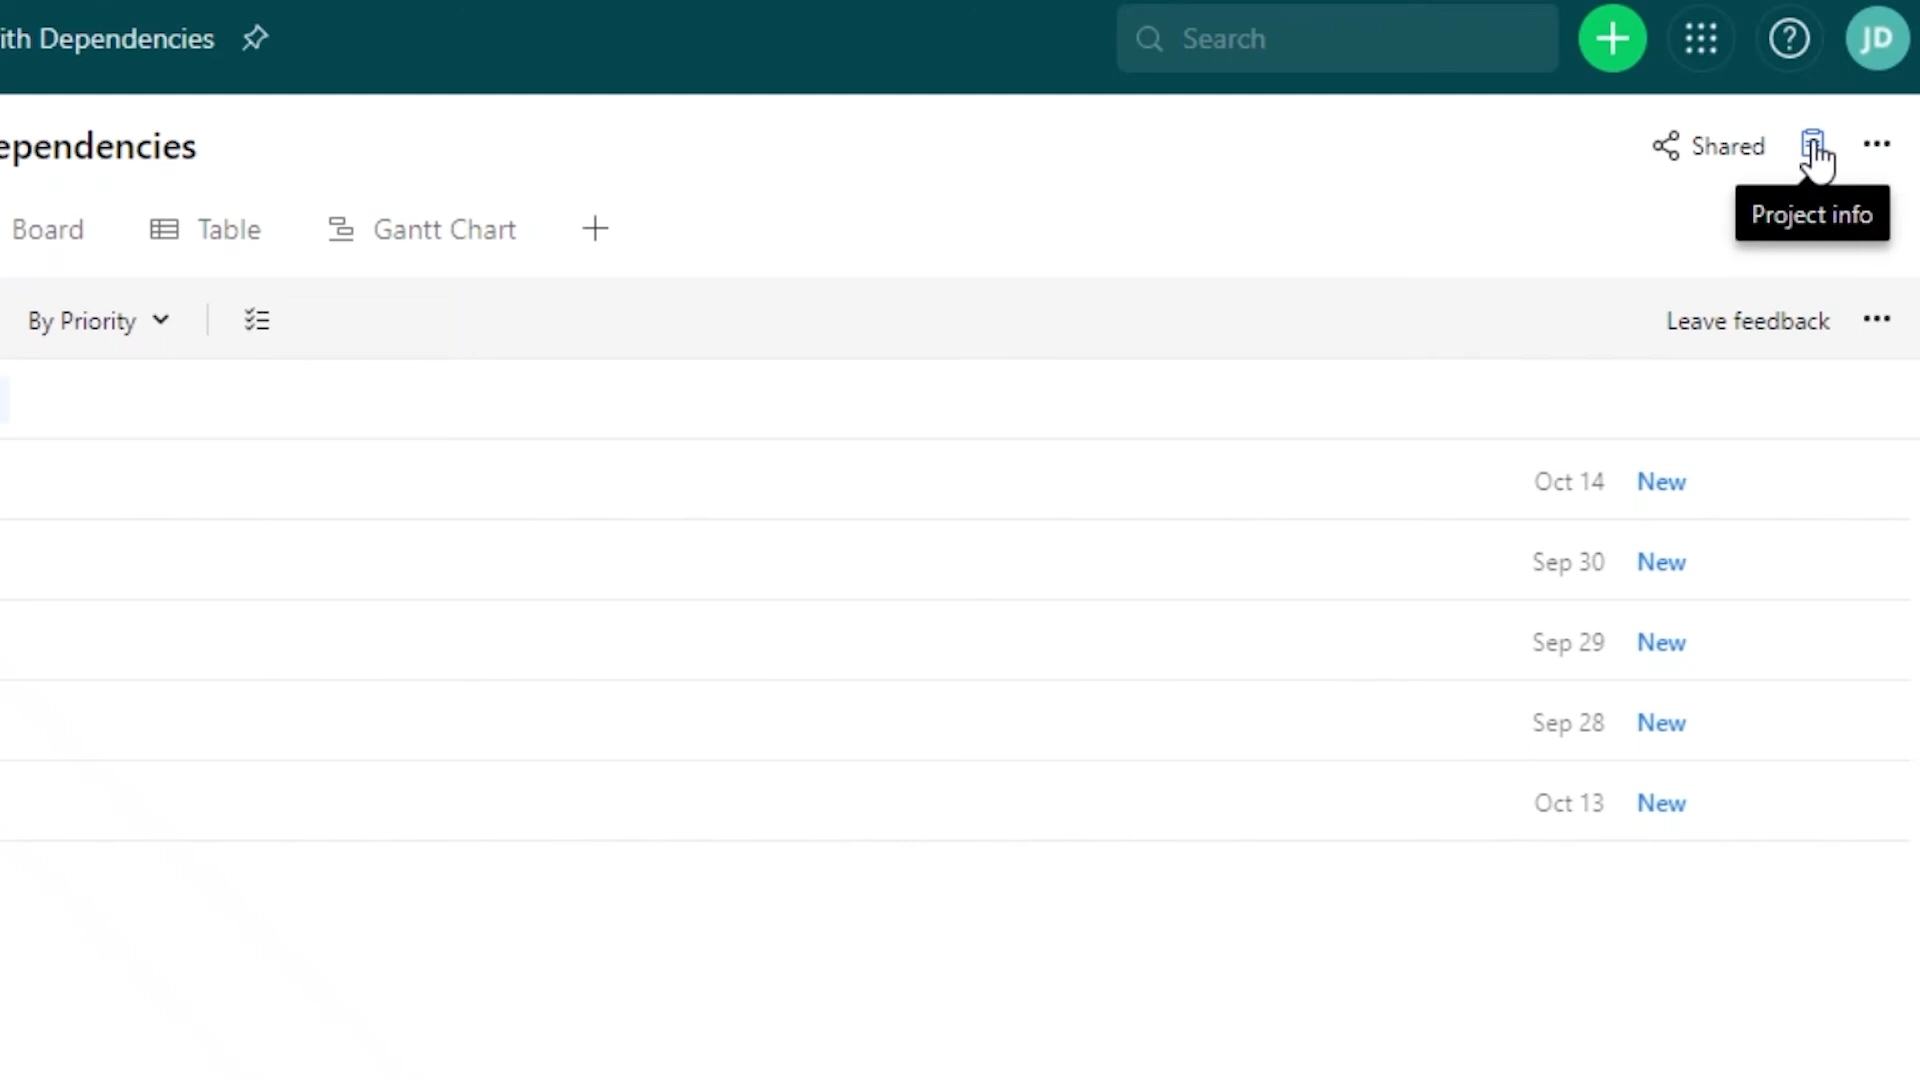 ith Dependencies
Search
JD
ependencies
Shared
Project info
Board
Table
Gantt Chart
By Priority
Leave feedback
Oct 14 New
Sep 30 New
Sep 29 New
Sep 28 New
Oct 13 New